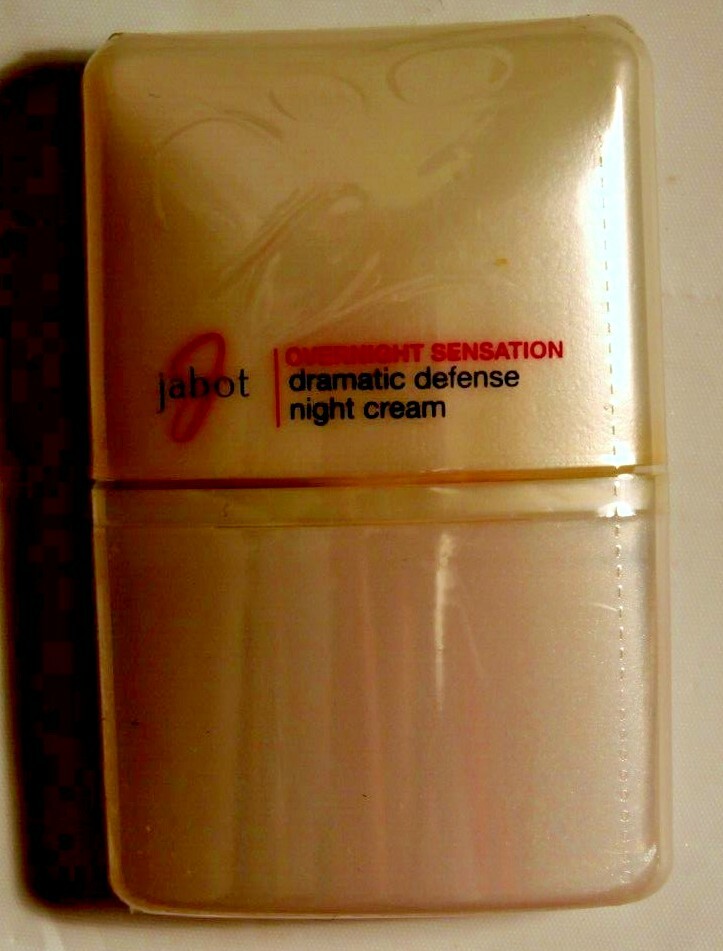 jabot
OVERNIGHT SENSATION
dramatic defense
night cream